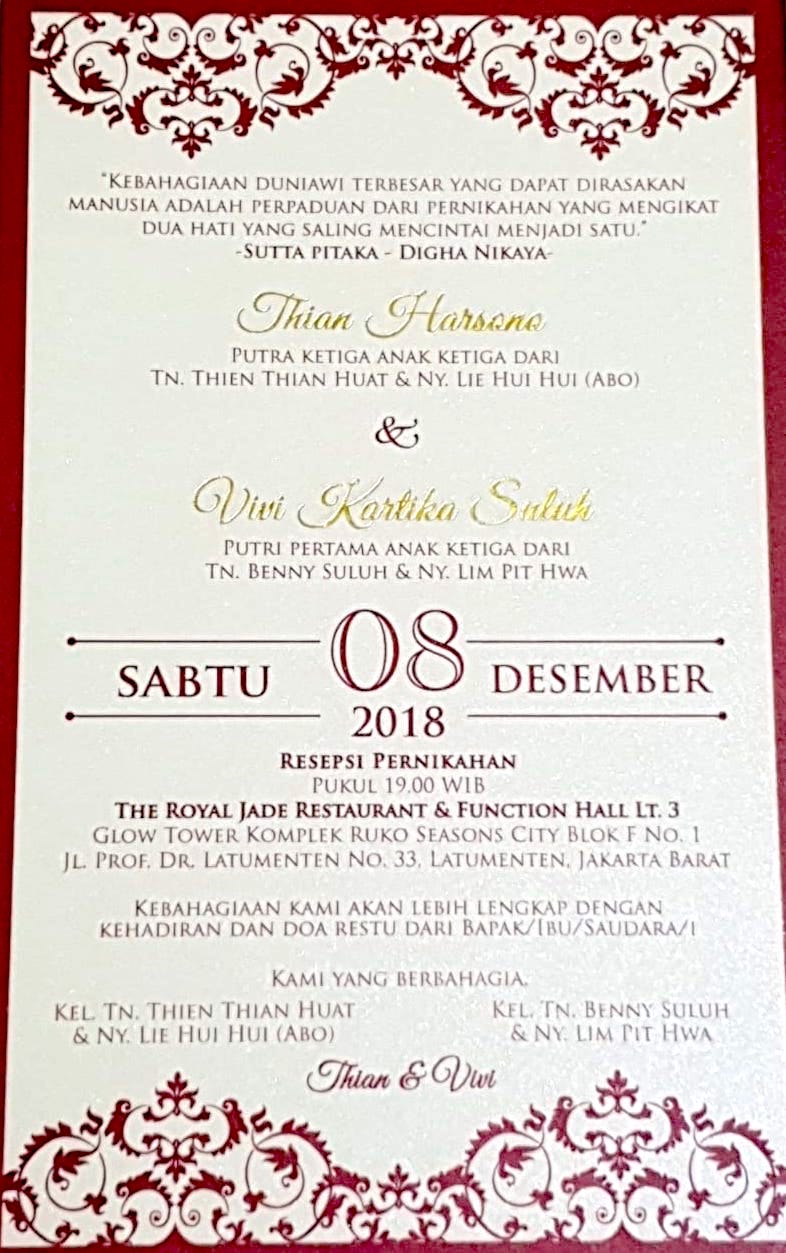 "KEBAHAGIAAN DUNIAWI TERBESAR YANG DAPAT DIRASAKAN
MANUSIA ADALAH PERPADUAN DARI PERNIKAHAN YANG MENGIKAT
DUA HATI YANG SALING MENCINTAI MENJADI SATU."
-SUTTA PITAKA - DIGHA NIKAYA-
Thian Harsono
PUTRA KETIGA ANAK KETIGA DARI
TN. THIEN THIAN HUAT & NY. LIE HUI HUI (ABO)
&
Vivi Kartika Suluh
PUTRI PERTAMA ANAK KETIGA DARI
TN. BENNY SULUH & NY. LIM PIT HWA
SABTU 08 DESEMBER
2018
RESEPSI PERNIKAHAN
PUKUL 19.00 WIB
THE ROYAL JADE RESTAURANT & FUNCTION HALL LT. 3
GLOW TOWER KOMPLEK RUKO SEASONS CITY BLOK F NO. 1
JL. PROF. DR. LATUMENTEN NO. 33, LATUMENTEN, JAKARTA BARAT
KEBAHAGIAAN KAMI AKAN LEBIH LENGKAP DENGAN
KEHADIRAN DAN DOA RESTU DARI BAPAK/IBU/SAUDARA/I
KAMI YANG BERBAHAGIA,
KEL. TN. THIEN THIAN HUAT
& NY. LIE HUI HUI (ABO)
KEL. TN. BENNY SULUH
& NY. LIM PIT HWA
Thian & Vivi